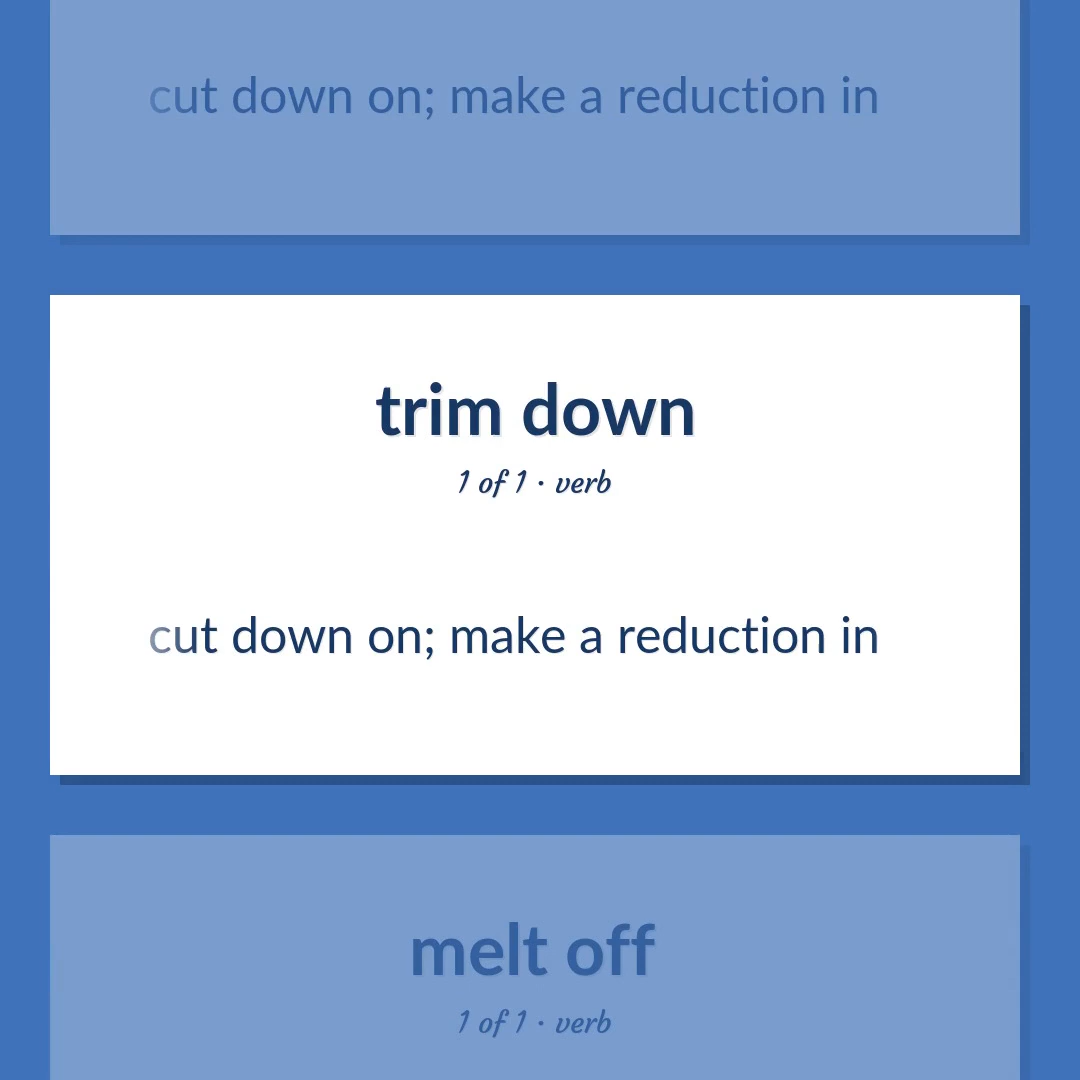 cut down on; make a reduction in
trim down
1 of 1 · verb
cut down on; make a reduction in
melt off
1 of 1 · verb